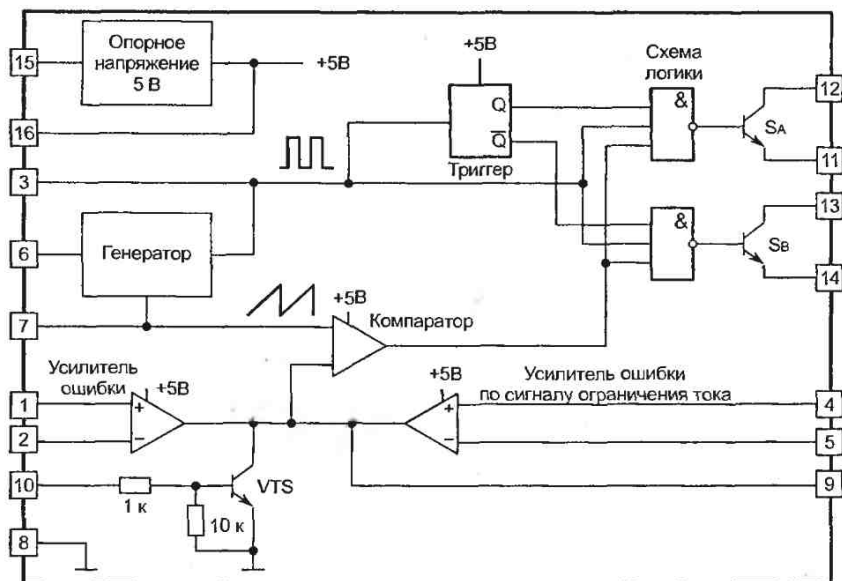 Опорное
напряжение
5 В
+5В
+5В
Схема
логики
15
16
3
6
7
1
2
10
8
12
11
13
14
4
5
9
Q
Q̅
Триггер
&
&
SA
SB
Генератор
+5В
Компаратор
Усилитель
ошибки
+5В
+
−
+5В
Усилитель ошибки
по сигналу ограничения тока
+
−
VTS
1 к
10 к